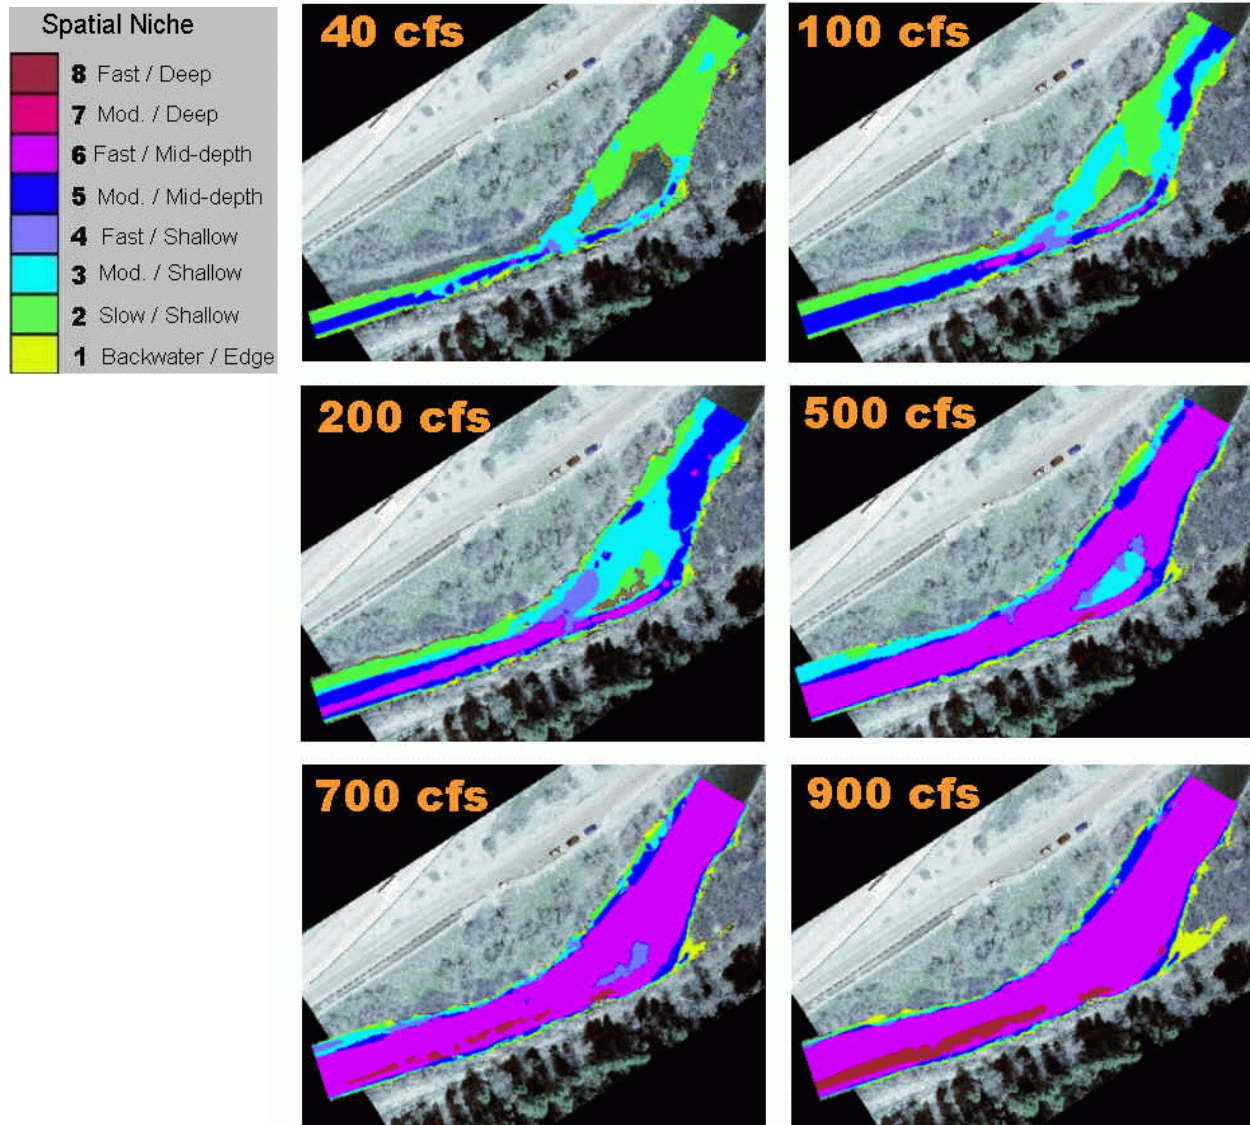 Spatial Niche
8 Fast / Deep
7 Mod. / Deep
6 Fast / Mid-depth
5 Mod. / Mid-depth
4 Fast / Shallow
3 Mod. / Shallow
2 Slow / Shallow
1 Backwater / Edge
40 cfs
100 cfs
200 cfs
500 cfs
700 cfs
900 cfs